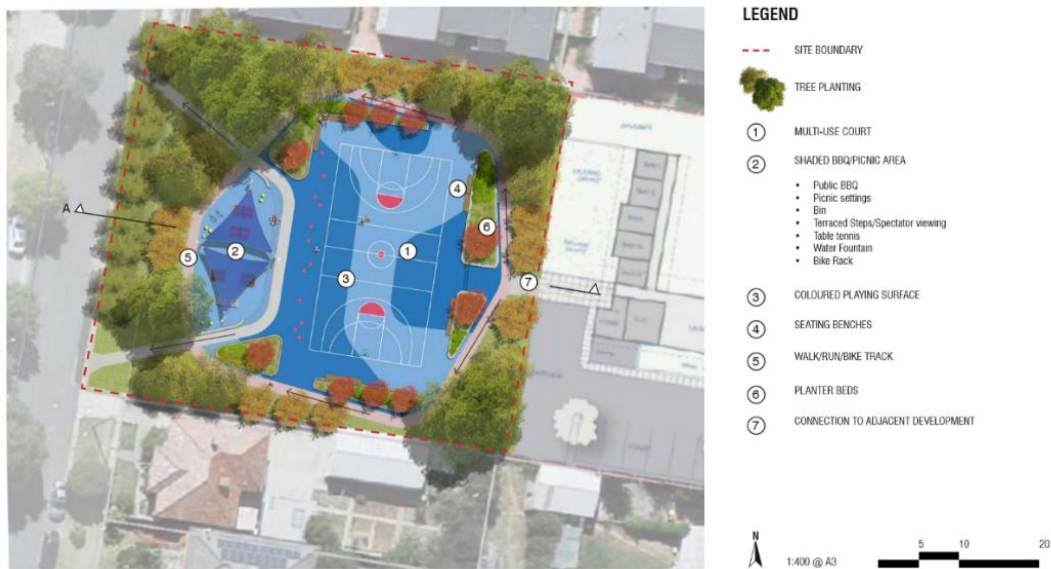 LEGEND
SITE BOUNDARY
TREE PLANTING
1 MULTI-USE COURT
2 SHADED BBQ/PICNIC AREA
• Public BBQ
• Picnic settings
• Bin
• Terraced Steps/Spectator viewing
• Table tennis
• Water Fountain
• Bike Rack
3 COLOURED PLAYING SURFACE
4 SEATING BENCHES
5 WALK/RUN/BIKE TRACK
6 PLANTER BEDS
7 CONNECTION TO ADJACENT DEVELOPMENT
A
4
6
1
2
5
3
7
N
1:400 @ A3
5 10 20